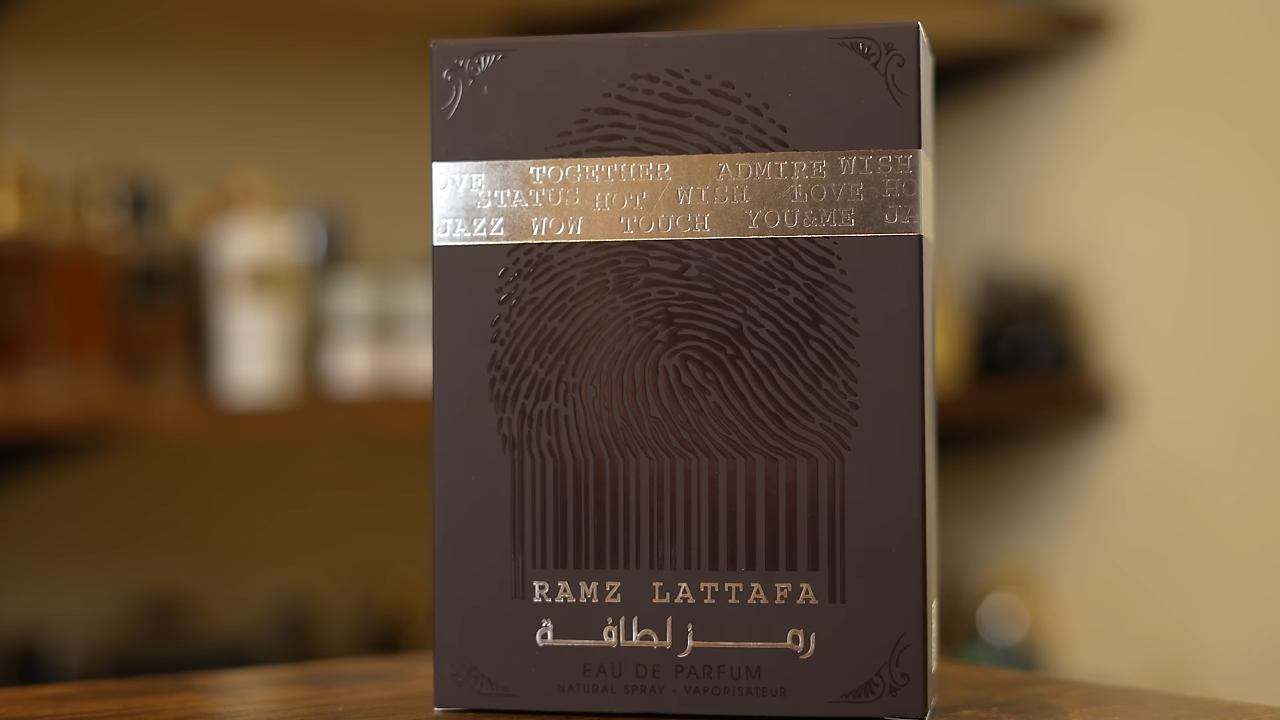 TOGETHER ADMIRE WISH
OVE STATUS HOT WISH LOVE HO
JAZZ WOW TOUCH YOU&ME JA
RAMZ LATTAFA
رمز لطافة
EAU DE PARFUM
NATURAL SPRAY - VAPORISATEUR